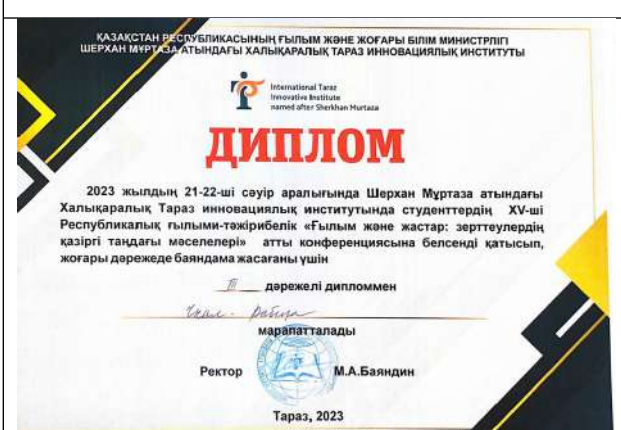 ҚАЗАҚСТАН РЕСПУБЛИКАСЫНЫҢ ҒЫЛЫМ ЖӘНЕ ЖОҒАРЫ БІЛІМ МИНИСТРЛІГІ
ШЕРХАН МҰРТАЗА АТЫНДАҒЫ ХАЛЫҚАРАЛЫҚ ТАРАЗ ИННОВАЦИЯЛЫҚ ИНСТИТУТЫ
International Taraz
Innovative Institute
named after Sherkhan Murtaza
ДИПЛОМ
2023 жылдың 21-22-ші сәуір аралығында Шерхан Мұртаза атындағы
Халықаралық Тараз инновациялық институтында студенттердің XV-ші
Республикалық ғылыми-тәжірибелік «Ғылым және жастар: зерттеулердің
қазіргі таңдағы мәселелері» атты конференциясына белсенді қатысып,
жоғары дәрежеде баяндама жасағаны үшін
III дәрежелі дипломмен
марапатталады
Ректор М.А.Баяндин
Тараз, 2023